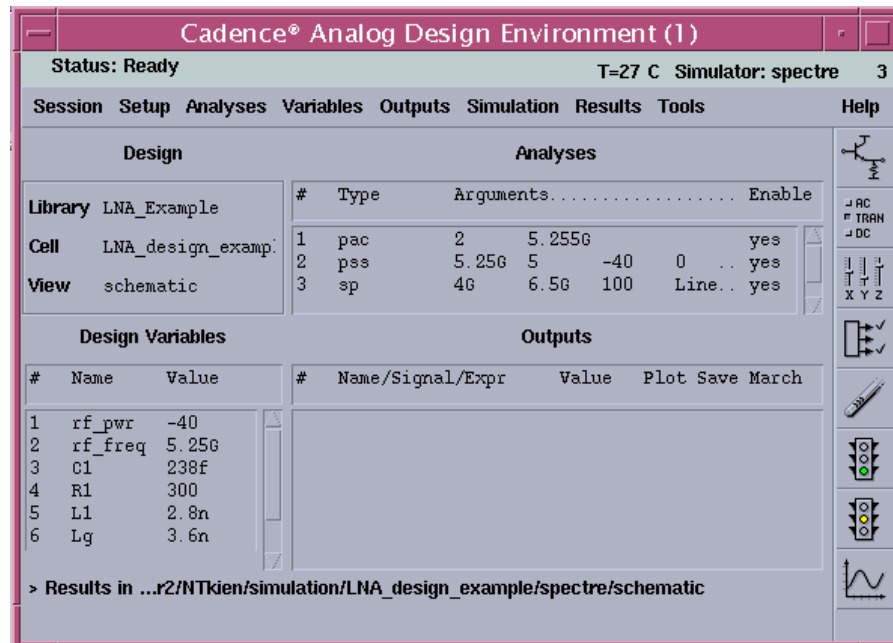 Cadence® Analog Design Environment (1)
Status: Ready T=27 C Simulator: spectre 3
Session Setup Analyses Variables Outputs Simulation Results Tools Help
Design
Library LNA_Example
Cell LNA_design_examp
View schematic
Analyses
# Type Arguments................... Enable
1 pac 2 5.255G yes
2 pss 5.25G 5 -40 0 .. yes
3 sp 4G 6.5G 100 Line.. yes
Design Variables
# Name Value
1 rf_pwr -40
2 rf_freq 5.25G
3 C1 238f
4 R1 300
5 L1 2.8n
6 Lg 3.6n
Outputs
# Name/Signal/Expr Value Plot Save March
AC
TRAN
DC
X Y Z
> Results in ...r2/NTkien/simulation/LNA_design_example/spectre/schematic